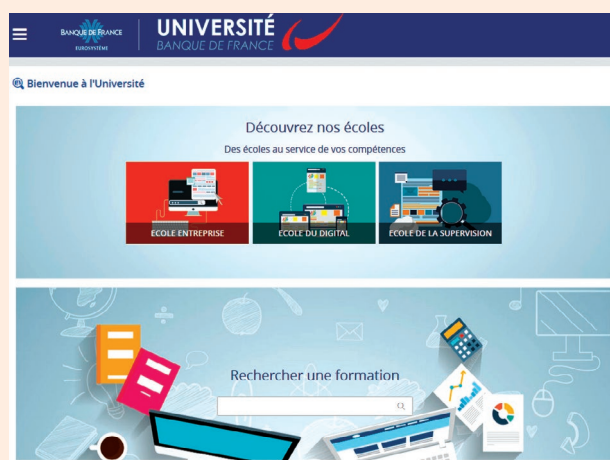 BANQUE DE FRANCE
EUROSYSTÈME
UNIVERSITÉ
BANQUE DE FRANCE
Bienvenue à l'Université
Découvrez nos écoles
Des écoles au service de vos compétences
ECOLE ENTREPRISE
ECOLE DU DIGITAL
ECOLE DE LA SUPERVISION
Rechercher une formation